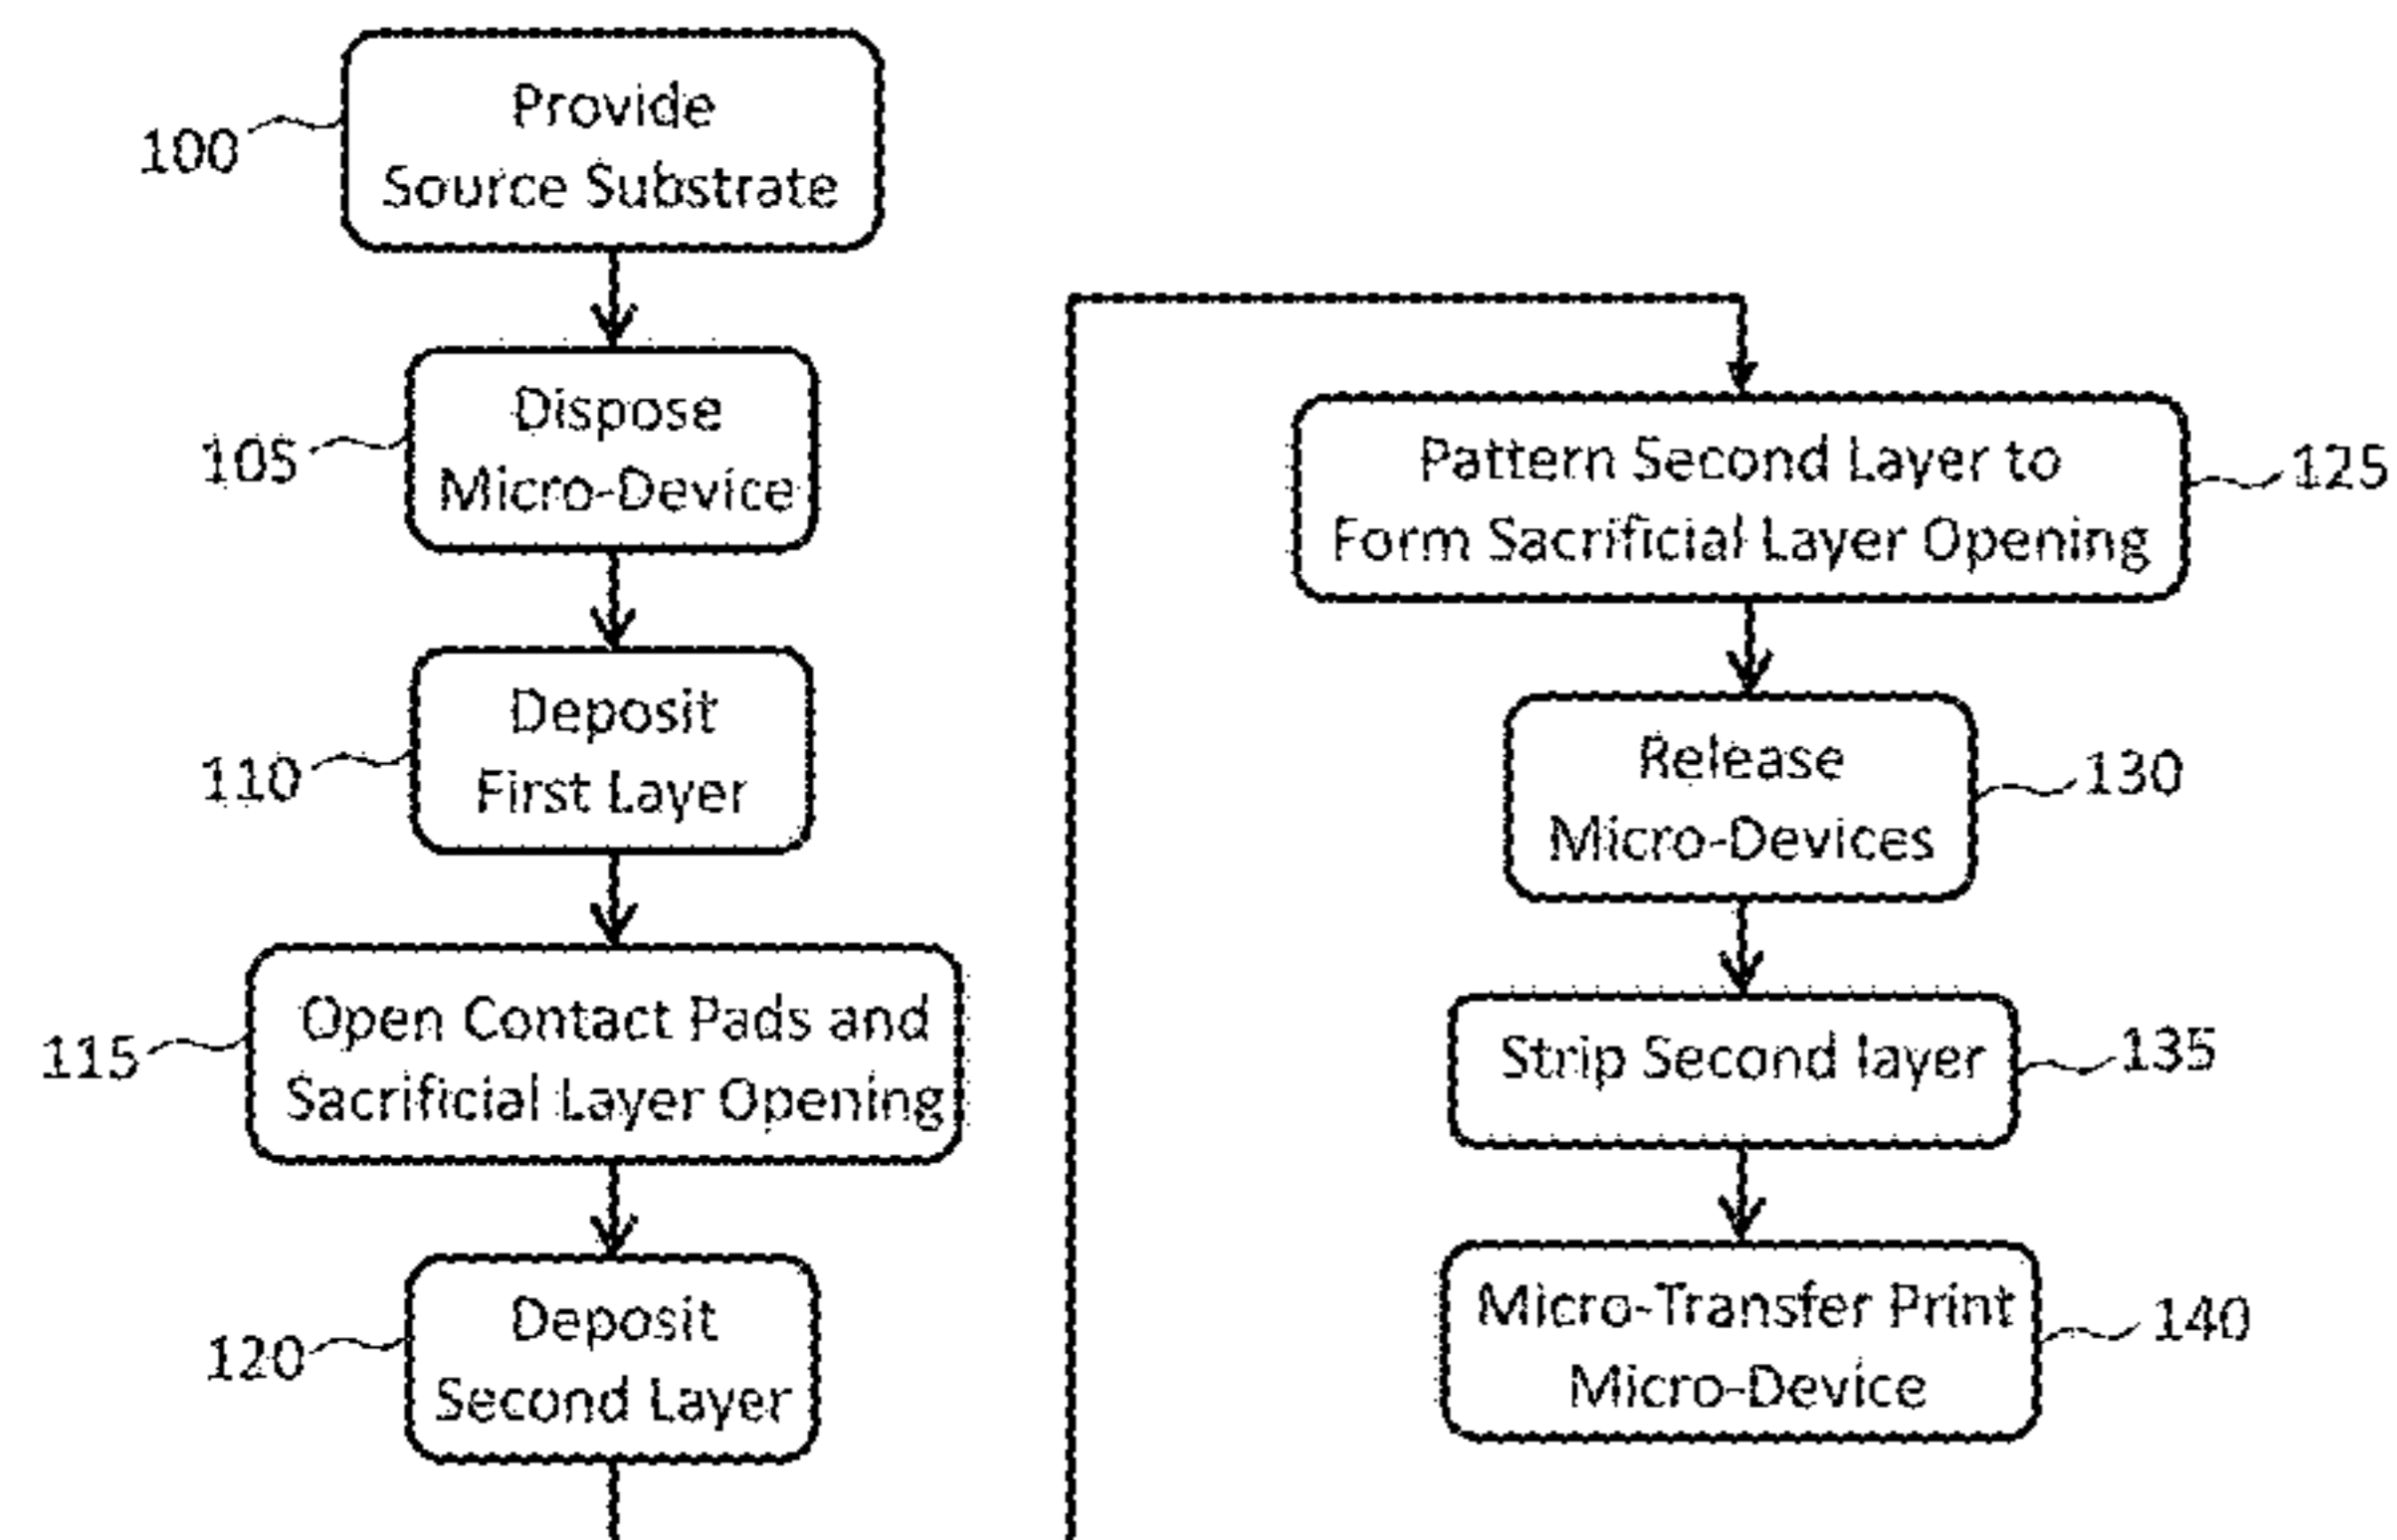 100
Provide
Source Substrate
105
Dispose
Micro-Device
110
Deposit
First Layer
115
Open Contact Pads and
Sacrificial Layer Opening
120
Deposit
Second Layer
Pattern Second Layer to
Form Sacrificial Layer Opening
125
Release
Micro-Devices
130
Strip Second layer
135
Micro-Transfer Print
Micro-Device
140